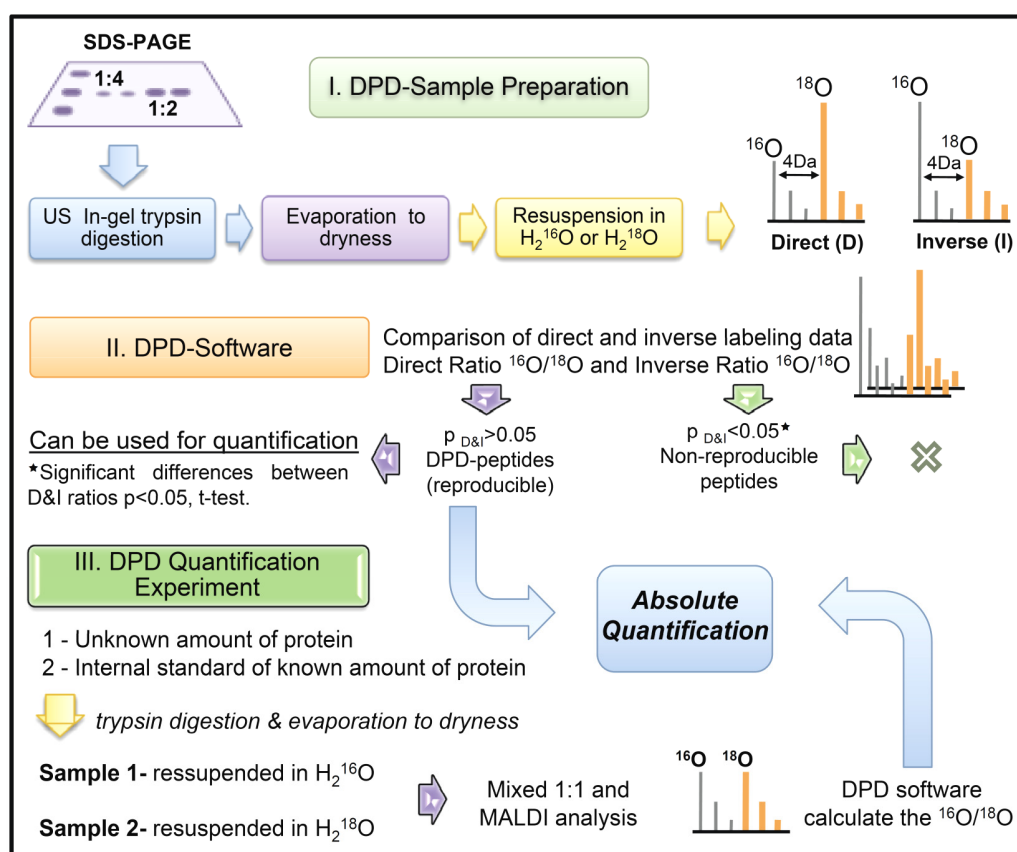 SDS-PAGE
1:4
1:2
I. DPD-Sample Preparation
US In-gel trypsin
digestion
Evaporation to
dryness
Resuspension in
H₂¹⁶O or H₂¹⁸O
¹⁶O
4Da
¹⁸O
Direct (D)
¹⁶O
4Da
¹⁸O
Inverse (I)
II. DPD-Software
Comparison of direct and inverse labeling data
Direct Ratio ¹⁶O/¹⁸O and Inverse Ratio ¹⁶O/¹⁸O
Can be used for quantification
★Significant differences between
D&I ratios p<0.05, t-test.
p D&I>0.05
DPD-peptides
(reproducible)
p D&I<0.05★
Non-reproducible
peptides
III. DPD Quantification
Experiment
1 - Unknown amount of protein
2 - Internal standard of known amount of protein
Absolute
Quantification
trypsin digestion & evaporation to dryness
Sample 1- ressupended in H₂¹⁶O
Sample 2- resuspended in H₂¹⁸O
Mixed 1:1 and
MALDI analysis
¹⁶O ¹⁸O
DPD software
calculate the ¹⁶O/¹⁸O